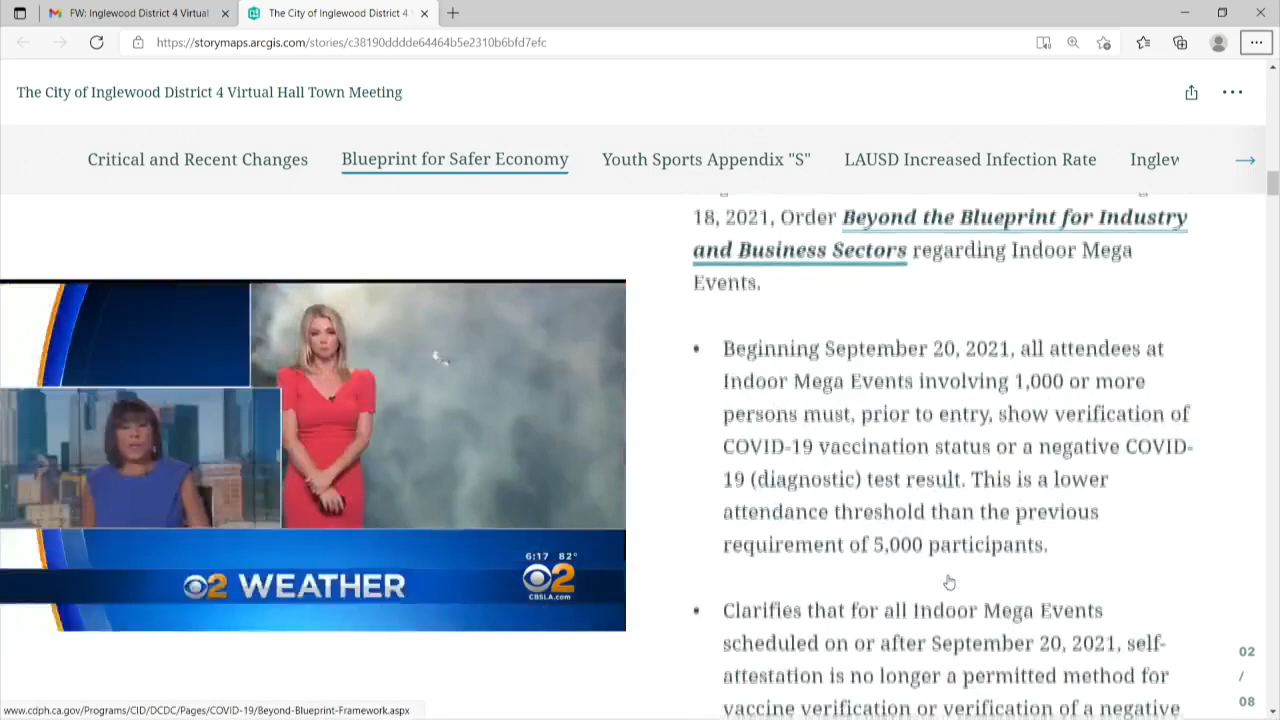 FW: Inglewood District 4 Virtual
The City of Inglewood District 4
https://storymaps.arcgis.com/stories/c38190dddde64464b5e2310b6bfd7efc
The City of Inglewood District 4 Virtual Hall Town Meeting
Critical and Recent Changes
Blueprint for Safer Economy
Youth Sports Appendix "S"
LAUSD Increased Infection Rate
Inglew
18, 2021, Order Beyond the Blueprint for Industry
and Business Sectors regarding Indoor Mega
Events.
• Beginning September 20, 2021, all attendees at
Indoor Mega Events involving 1,000 or more
persons must, prior to entry, show verification of
COVID-19 vaccination status or a negative COVID-
19 (diagnostic) test result. This is a lower
attendance threshold than the previous
requirement of 5,000 participants.
• Clarifies that for all Indoor Mega Events
scheduled on or after September 20, 2021, self-
attestation is no longer a permitted method for
vaccine verification or verification of a negative
6:17 82°
2 WEATHER
2
CBSLA.com
02
/
08
www.cdph.ca.gov/Programs/CID/DCDC/Pages/COVID-19/Beyond-Blueprint-Framework.aspx